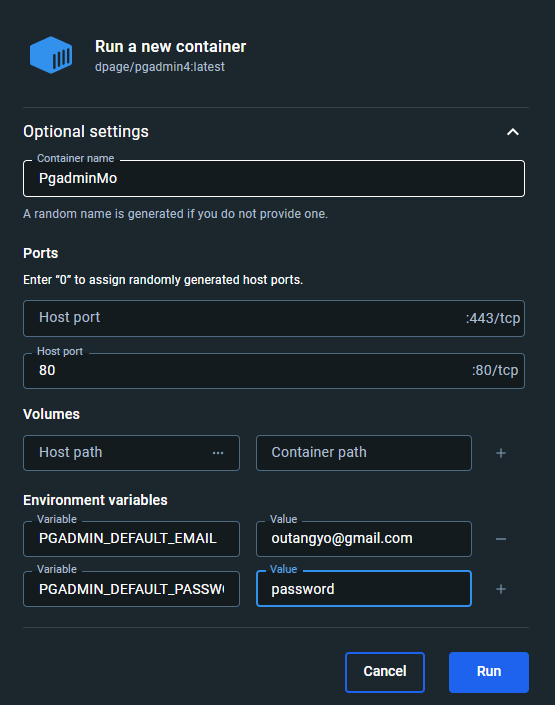 Run a new container
dpage/pgadmin4:latest
Optional settings
Container name
PgadminMo
A random name is generated if you do not provide one.
Ports
Enter “0” to assign randomly generated host ports.
Host port :443/tcp
Host port
80 :80/tcp
Volumes
Host path ... Container path +
Environment variables
Variable Value
PGADMIN_DEFAULT_EMAIL outangyo@gmail.com −
Variable Value
PGADMIN_DEFAULT_PASSW password +
Cancel Run